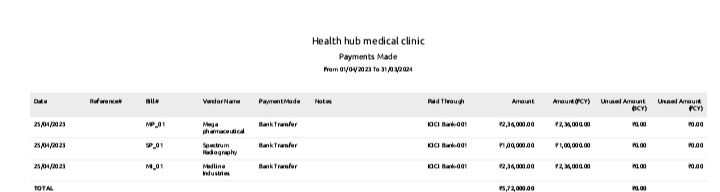 Health hub medical clinic
Payments Made
From 01/04/2023 To 31/03/2024
Date Reference# Bill# Vendor Name Payment Mode Notes Paid Through Amount Amount (FCY) Unused Amount (BCY) Unused Amount (FCY)
25/04/2023 MP_01 Mega pharmaceutical Bank Transfer ICICI Bank-001 ₹2,36,000.00 ₹2,36,000.00 ₹0.00 ₹0.00
25/04/2023 SP_01 Spectrum Radiography Bank Transfer ICICI Bank-001 ₹1,00,000.00 ₹1,00,000.00 ₹0.00 ₹0.00
25/04/2023 MI_01 Medline Industries Bank Transfer ICICI Bank-001 ₹2,36,000.00 ₹2,36,000.00 ₹0.00 ₹0.00
TOTAL ₹5,72,000.00 ₹0.00